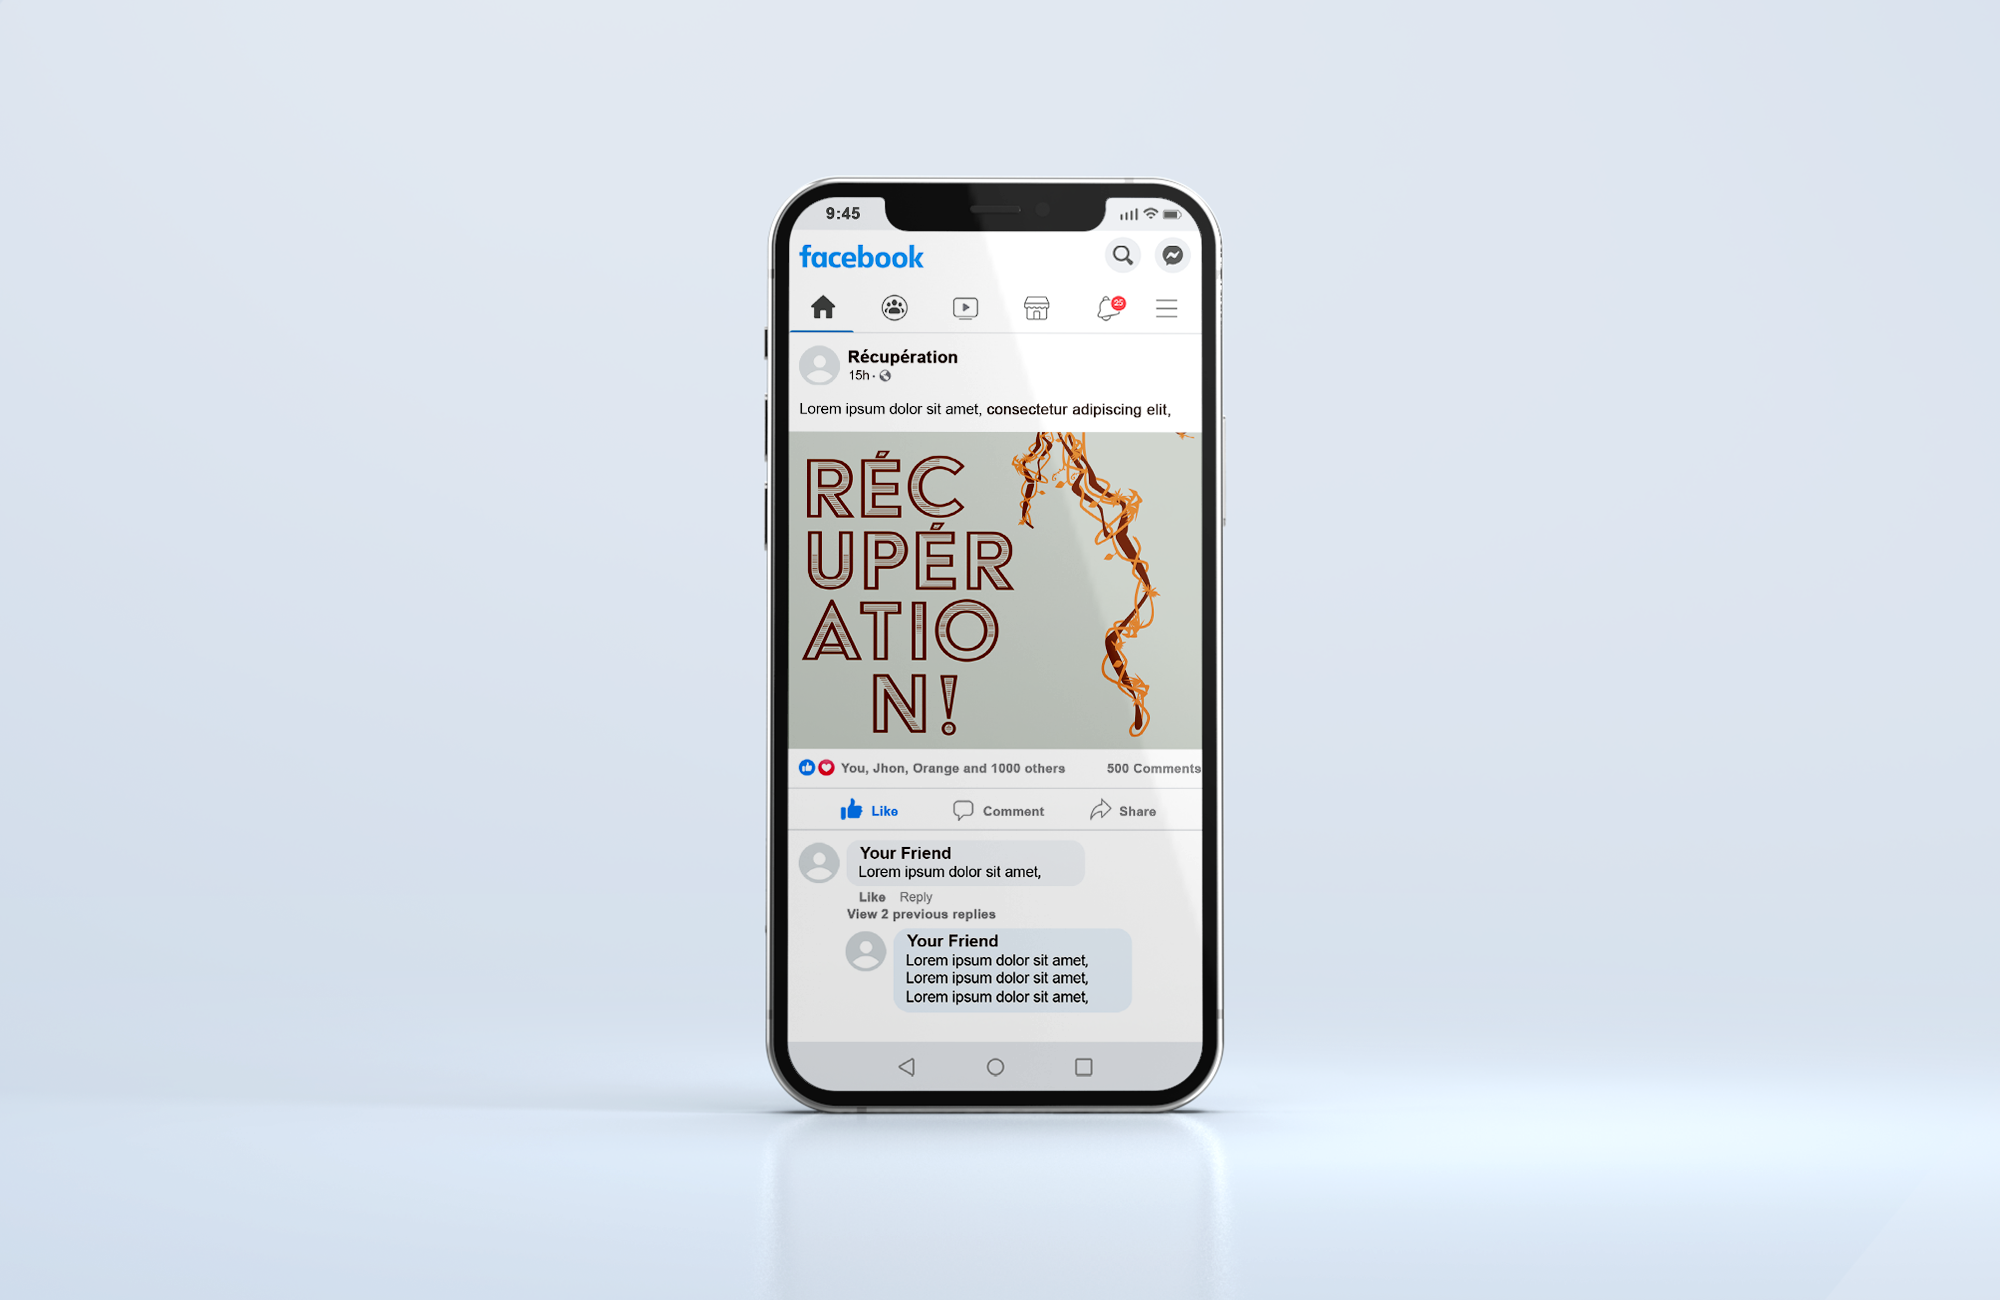 9:45
facebook
25
Récupération
15h ·
Lorem ipsum dolor sit amet, consectetur adipiscing elit,
RÉC
UPÉR
ATIO
N!
You, Jhon, Orange and 1000 others 500 Comments
Like Comment Share
Your Friend
Lorem ipsum dolor sit amet,
Like Reply
View 2 previous replies
Your Friend
Lorem ipsum dolor sit amet,
Lorem ipsum dolor sit amet,
Lorem ipsum dolor sit amet,